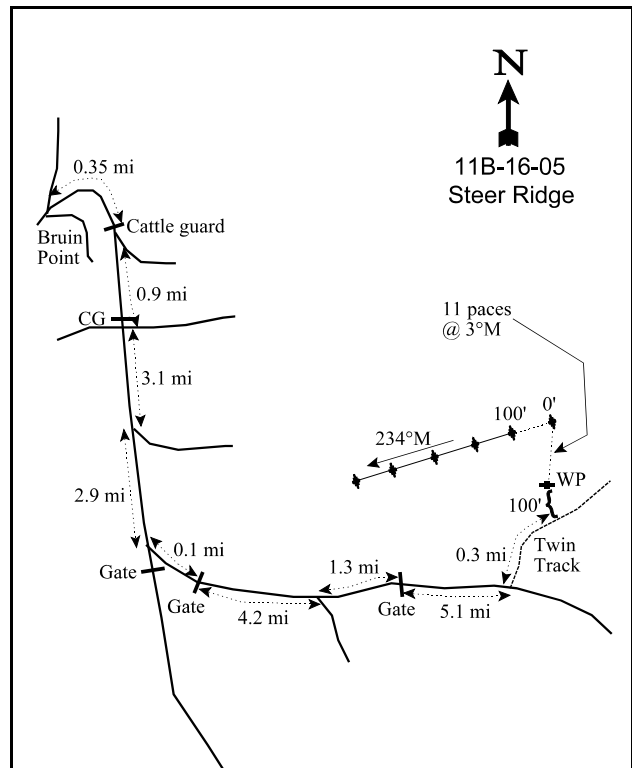 N
11B-16-05
Steer Ridge
0.35 mi
Cattle guard
Bruin
Point
0.9 mi
CG
3.1 mi
11 paces
@ 3°M
0'
100'
234°M
WP
100'
2.9 mi
0.1 mi
Gate
Gate
4.2 mi
1.3 mi
Gate
5.1 mi
0.3 mi
Twin
Track